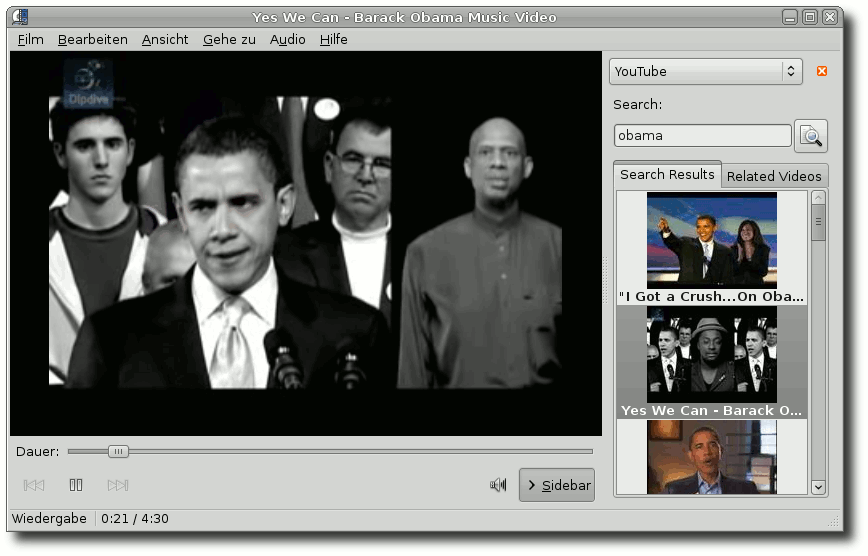 Yes We Can - Barack Obama Music Video
Film Bearbeiten Ansicht Gehe zu Audio Hilfe
Dipdive
YouTube
Search:
obama
Search Results Related Videos
"I Got a Crush...On Oba...
Yes We Can - Barack O...
Dauer:
Sidebar
Wiedergabe 0:21 / 4:30